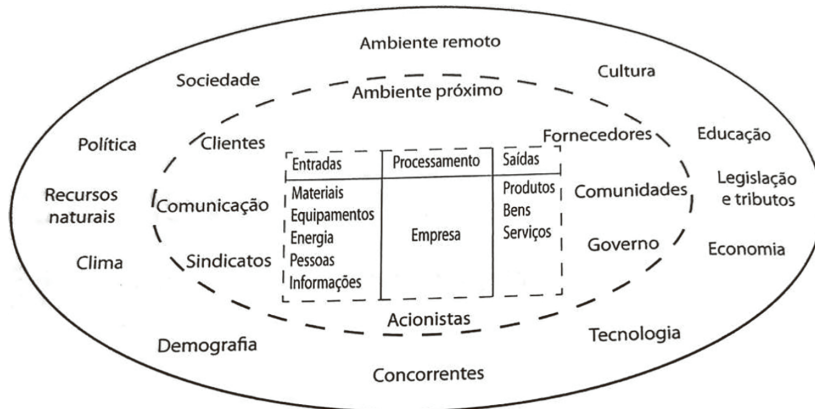 Ambiente remoto
Sociedade
Cultura
Ambiente próximo
Política
Clientes
Fornecedores
Educação
Entradas
Processamento
Saídas
Recursos
naturais
Comunicação
Materiais
Equipamentos
Energia
Pessoas
Informações
Empresa
Produtos
Bens
Serviços
Comunidades
Legislação
e tributos
Clima
Sindicatos
Governo
Economia
Acionistas
Demografia
Tecnologia
Concorrentes